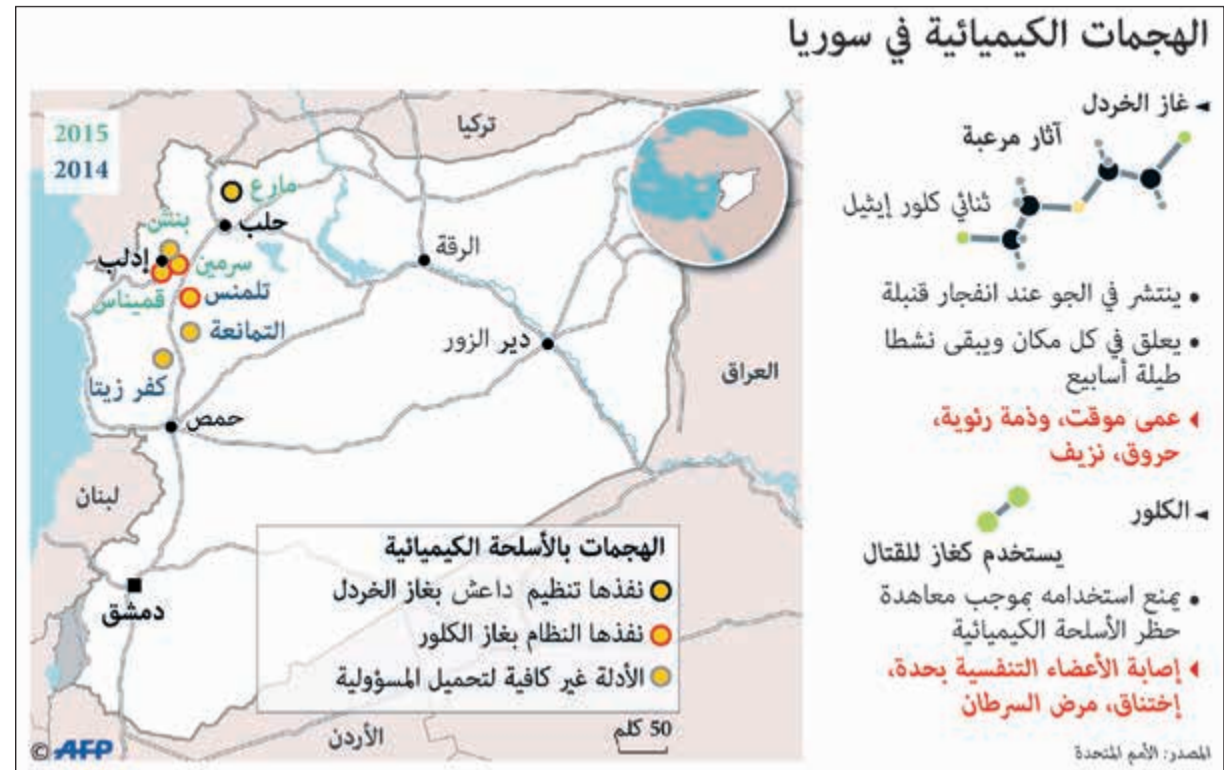 الهجمات الكيميائية في سوريا
غاز الخردل
آثار مرعبة
ثنائي كلور إيثيل
• ينتشر في الجو عند انفجار قنبلة
• يعلق في كل مكان ويبقى نشطا
طيلة أسابيع
عمى موقت، وذمة رئوية،
حروق، نزيف
الكلور
يستخدم كغاز للقتال
• يمنع استخدامه بموجب معاهدة
حظر الأسلحة الكيميائية
إصابة الأعضاء التنفسية بحدة،
إختناق، مرض السرطان
المصدر: الأمم المتحدة
2015
2014
تركيا
مارع
حلب
بنش
إدلب
سرمين
قميناس
تلمنس
التمانعة
كفر زيتا
الرقة
دير الزور
العراق
حمص
لبنان
دمشق
الأردن
الهجمات بالأسلحة الكيميائية
نفذها تنظيم داعش بغاز الخردل
نفذها النظام بغاز الكلور
الأدلة غير كافية لتحميل المسؤولية
50 كلم
© AFP